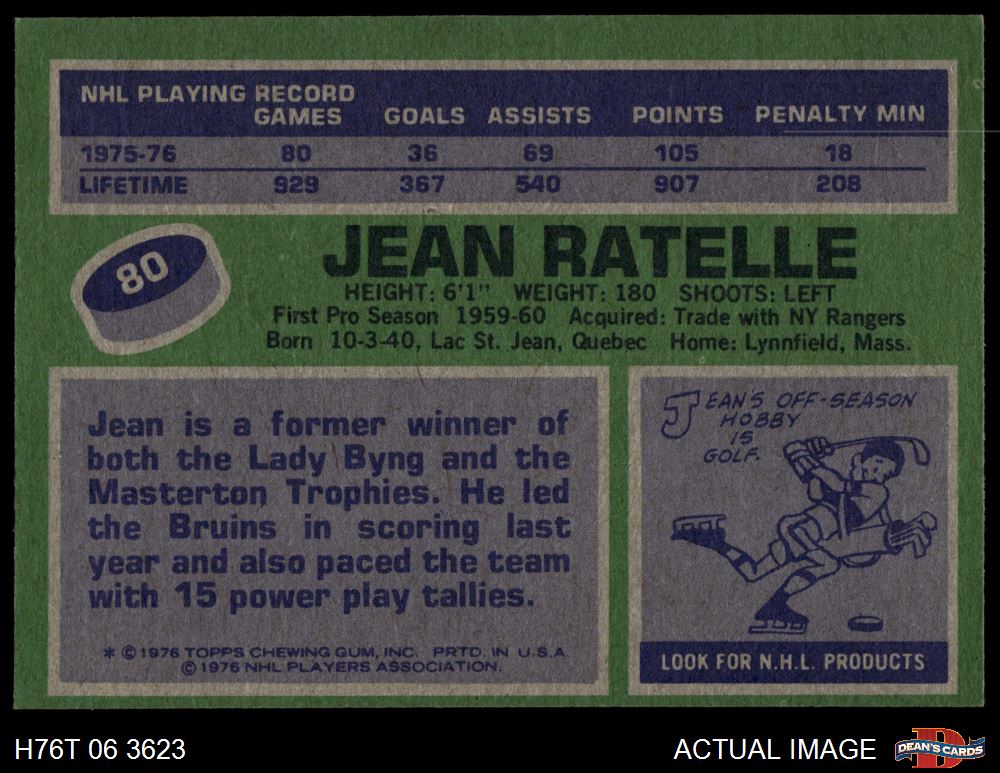 NHL PLAYING RECORD
GAMES GOALS ASSISTS POINTS PENALTY MIN
1975-76 80 36 69 105 18
LIFETIME 929 367 540 907 208
80
JEAN RATELLE
HEIGHT: 6'1" WEIGHT: 180 SHOOTS: LEFT
First Pro Season 1959-60 Acquired: Trade with NY Rangers
Born 10-3-40, Lac St. Jean, Quebec Home: Lynnfield, Mass.
Jean is a former winner of
both the Lady Byng and the
Masterton Trophies. He led
the Bruins in scoring last
year and also paced the team
with 15 power play tallies.
* © 1976 TOPPS CHEWING GUM, INC. PRTD. IN U.S.A.
© 1976 NHL PLAYERS ASSOCIATION.
JEAN'S OFF-SEASON
HOBBY
IS
GOLF.
LOOK FOR N.H.L. PRODUCTS
H76T 06 3623
ACTUAL IMAGE
D
DEAN'S CARDS